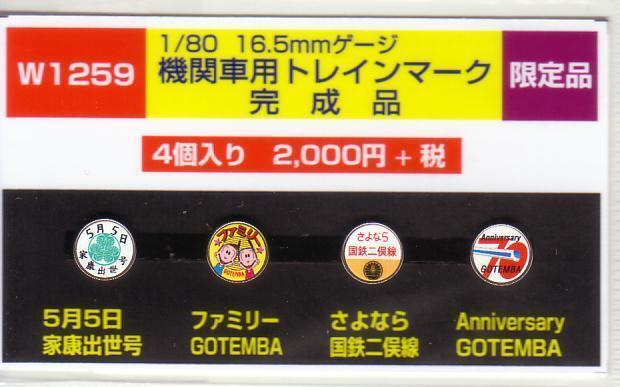 W1259
1/80 16.5mmゲージ
機関車用トレインマーク
完成品
限定品
4個入り 2,000円 + 税
5月5日
家康出世号
ファミリー
GOTEMBA
さよなら
国鉄二俣線
Anniversary
70
GOTEMBA
5月5日
家康出世号
ファミリー
GOTEMBA
さよなら
国鉄二俣線
Anniversary
GOTEMBA